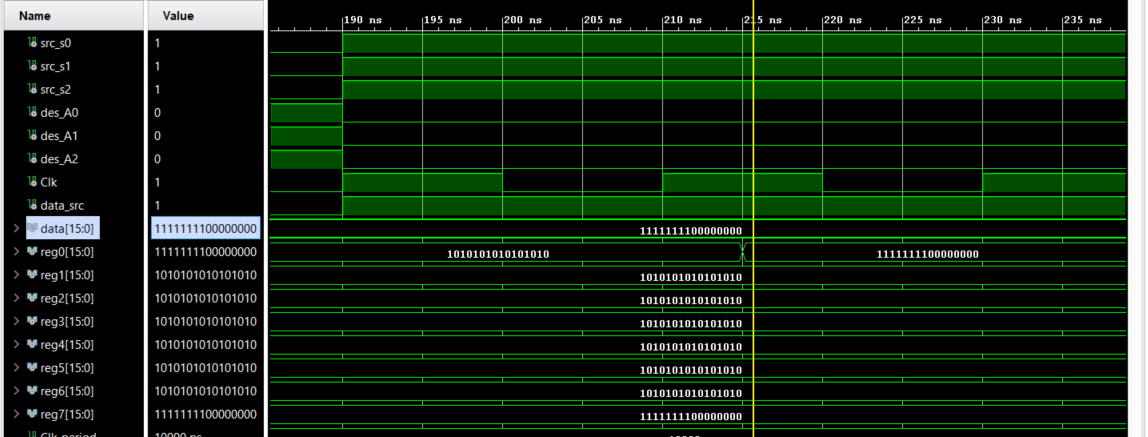 Name Value 190 ns 195 ns 200 ns 205 ns 210 ns 215 ns 220 ns 225 ns 230 ns 235 ns
src_s0 1
src_s1 1
src_s2 1
des_A0 0
des_A1 0
des_A2 0
Clk 1
data_src 1
data[15:0] 1111111100000000 1111111100000000
reg0[15:0] 1111111100000000 1010101010101010 1111111100000000
reg1[15:0] 1010101010101010 1010101010101010
reg2[15:0] 1010101010101010 1010101010101010
reg3[15:0] 1010101010101010 1010101010101010
reg4[15:0] 1010101010101010 1010101010101010
reg5[15:0] 1010101010101010 1010101010101010
reg6[15:0] 1010101010101010 1010101010101010
reg7[15:0] 1111111100000000 1111111100000000
Clk_period 10000 ps